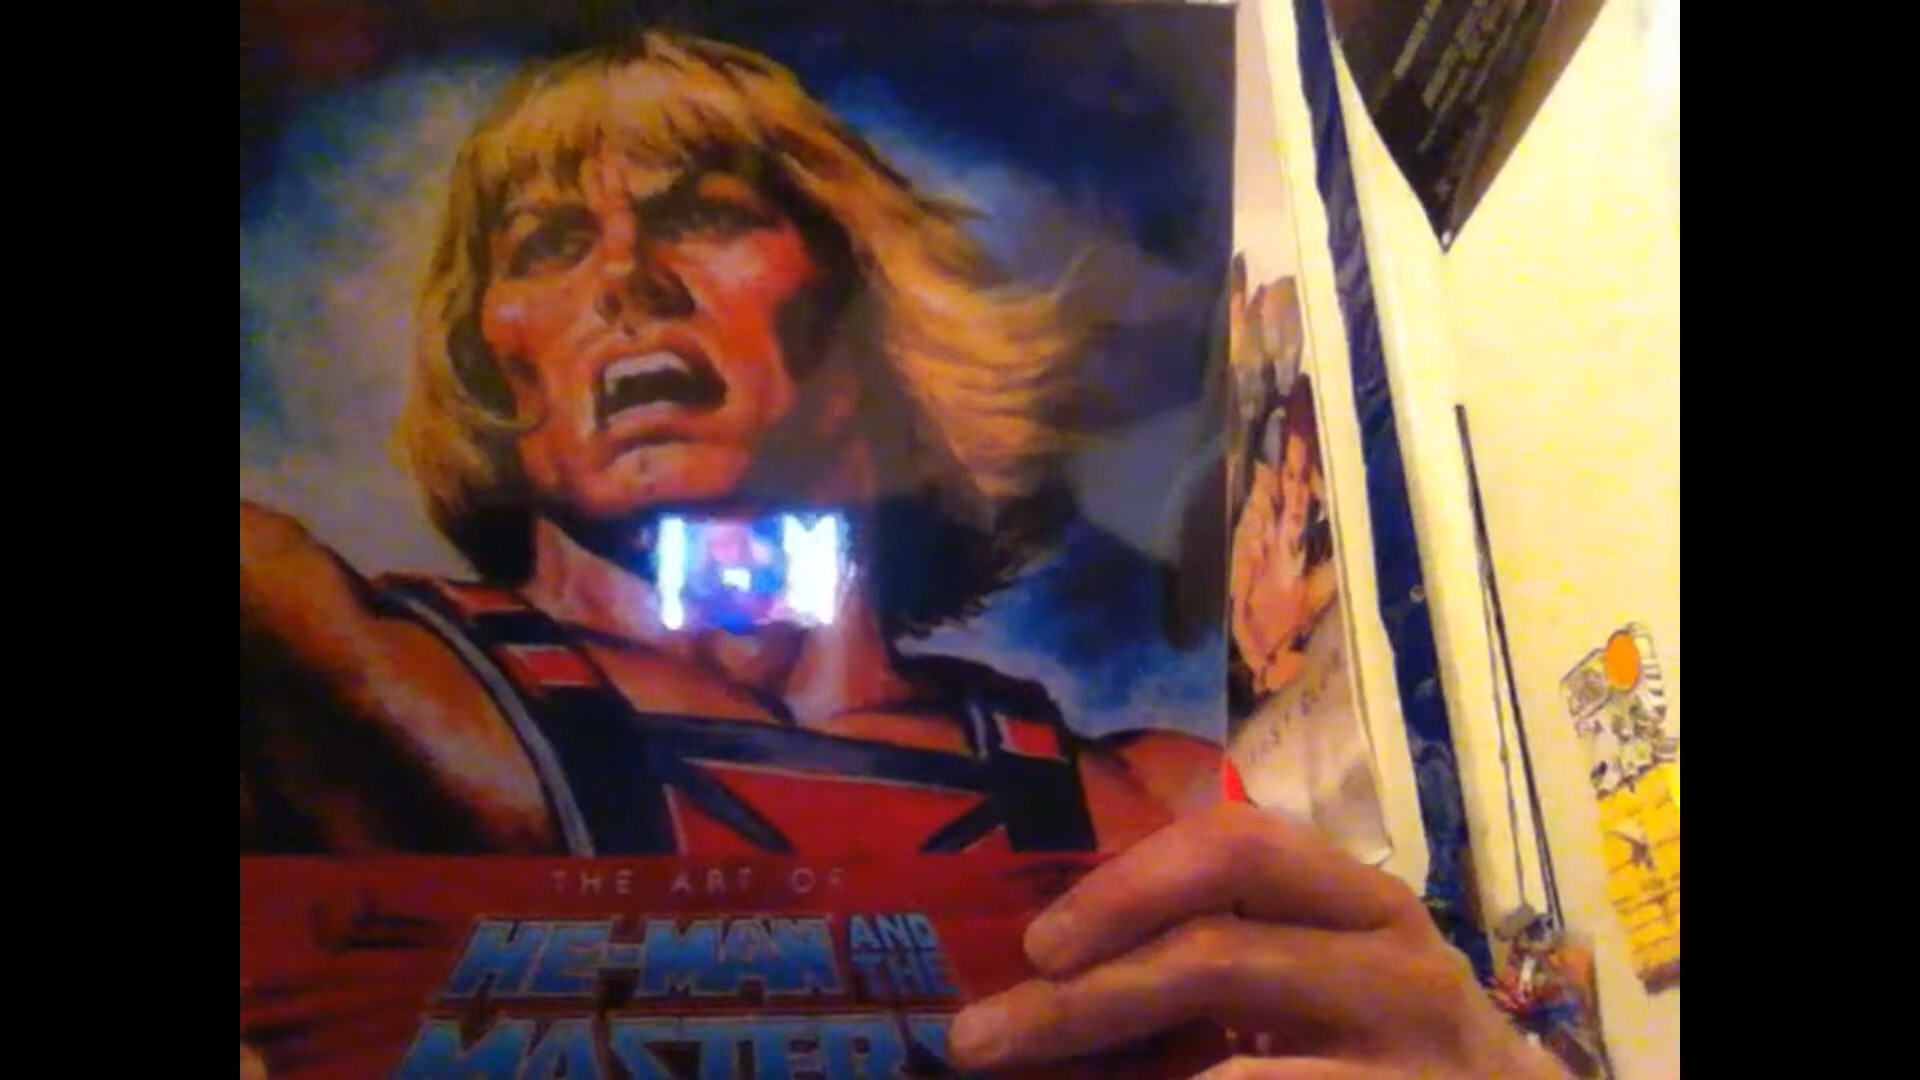 THE ART OF
HE-MAN AND
THE
MASTERS